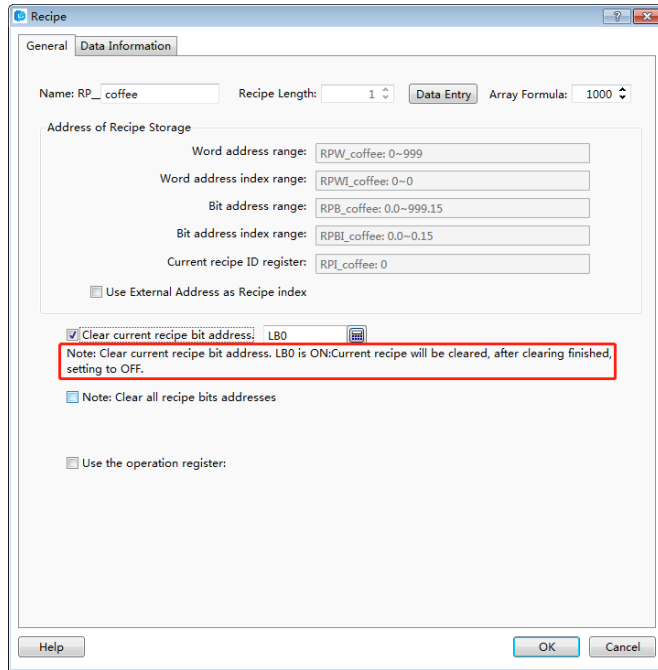 Recipe
General Data Information
Name: RP__ coffee Recipe Length: 1 Data Entry Array Formula: 1000
Address of Recipe Storage
Word address range: RPW_coffee: 0~999
Word address index range: RPWI_coffee: 0~0
Bit address range: RPB_coffee: 0.0~999.15
Bit address index range: RPBI_coffee: 0.0~0.15
Current recipe ID register: RPI_coffee: 0
Use External Address as Recipe index
Clear current recipe bit address. LB0
Note: Clear current recipe bit address. LB0 is ON:Current recipe will be cleared, after clearing finished,
setting to OFF.
Note: Clear all recipe bits addresses
Use the operation register:
Help OK Cancel